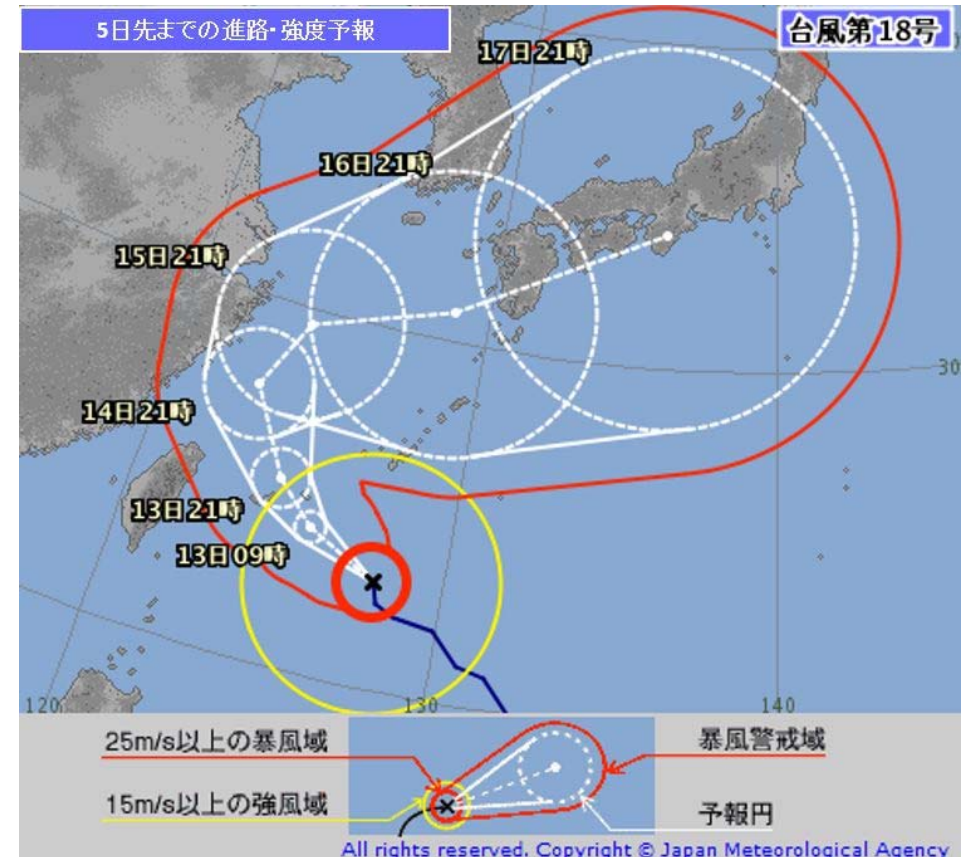 5日先までの進路・強度予報
台風第18号
17日21時
16日21時
15日21時
30
14日21時
13日21時
13日09時
120
130
140
25m/s以上の暴風域
暴風警戒域
15m/s以上の強風域
予報円
All rights reserved. Copyright © Japan Meteorological Agency